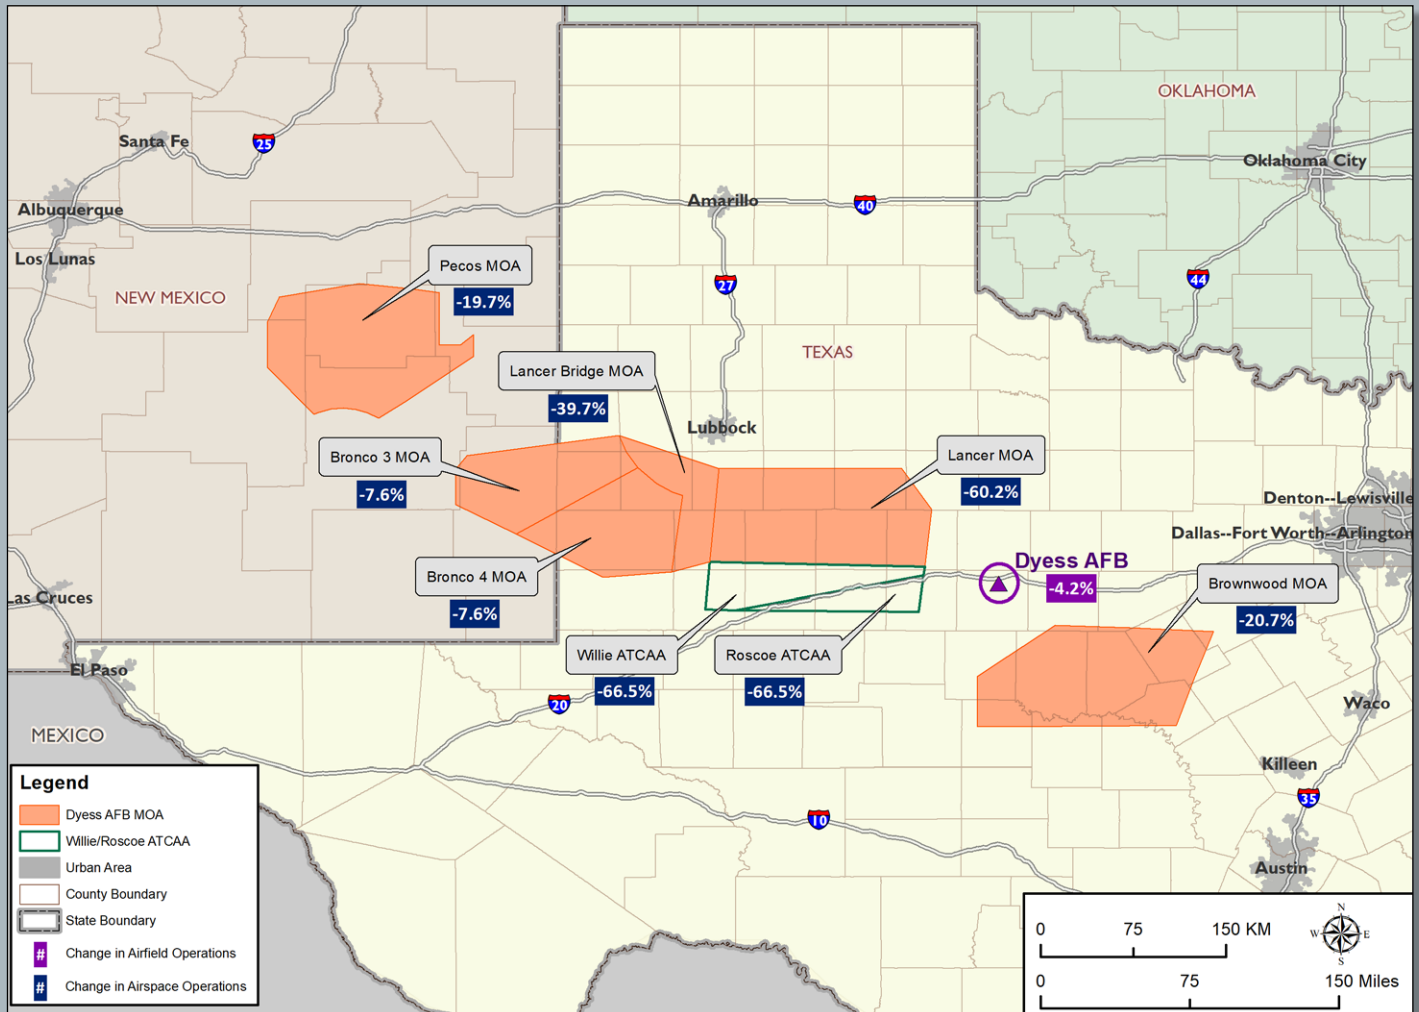 OKLAHOMA
Santa Fe
25
Oklahoma City
Albuquerque
Amarillo
40
Los Lunas
Pecos MOA
-19.7%
NEW MEXICO
27
44
TEXAS
Lancer Bridge MOA
-39.7%
Lubbock
Bronco 3 MOA
-7.6%
Lancer MOA
-60.2%
Denton--Lewisville
Dallas--Fort Worth--Arlington
Dyess AFB
-4.2%
Bronco 4 MOA
-7.6%
Brownwood MOA
-20.7%
Las Cruces
Willie ATCAA
-66.5%
Roscoe ATCAA
-66.5%
El Paso
20
Waco
MEXICO
Killeen
35
10
Austin
Legend
Dyess AFB MOA
Willie/Roscoe ATCAA
Urban Area
County Boundary
State Boundary
# Change in Airfield Operations
# Change in Airspace Operations
0 75 150 KM
N
W E
S
0 75 150 Miles